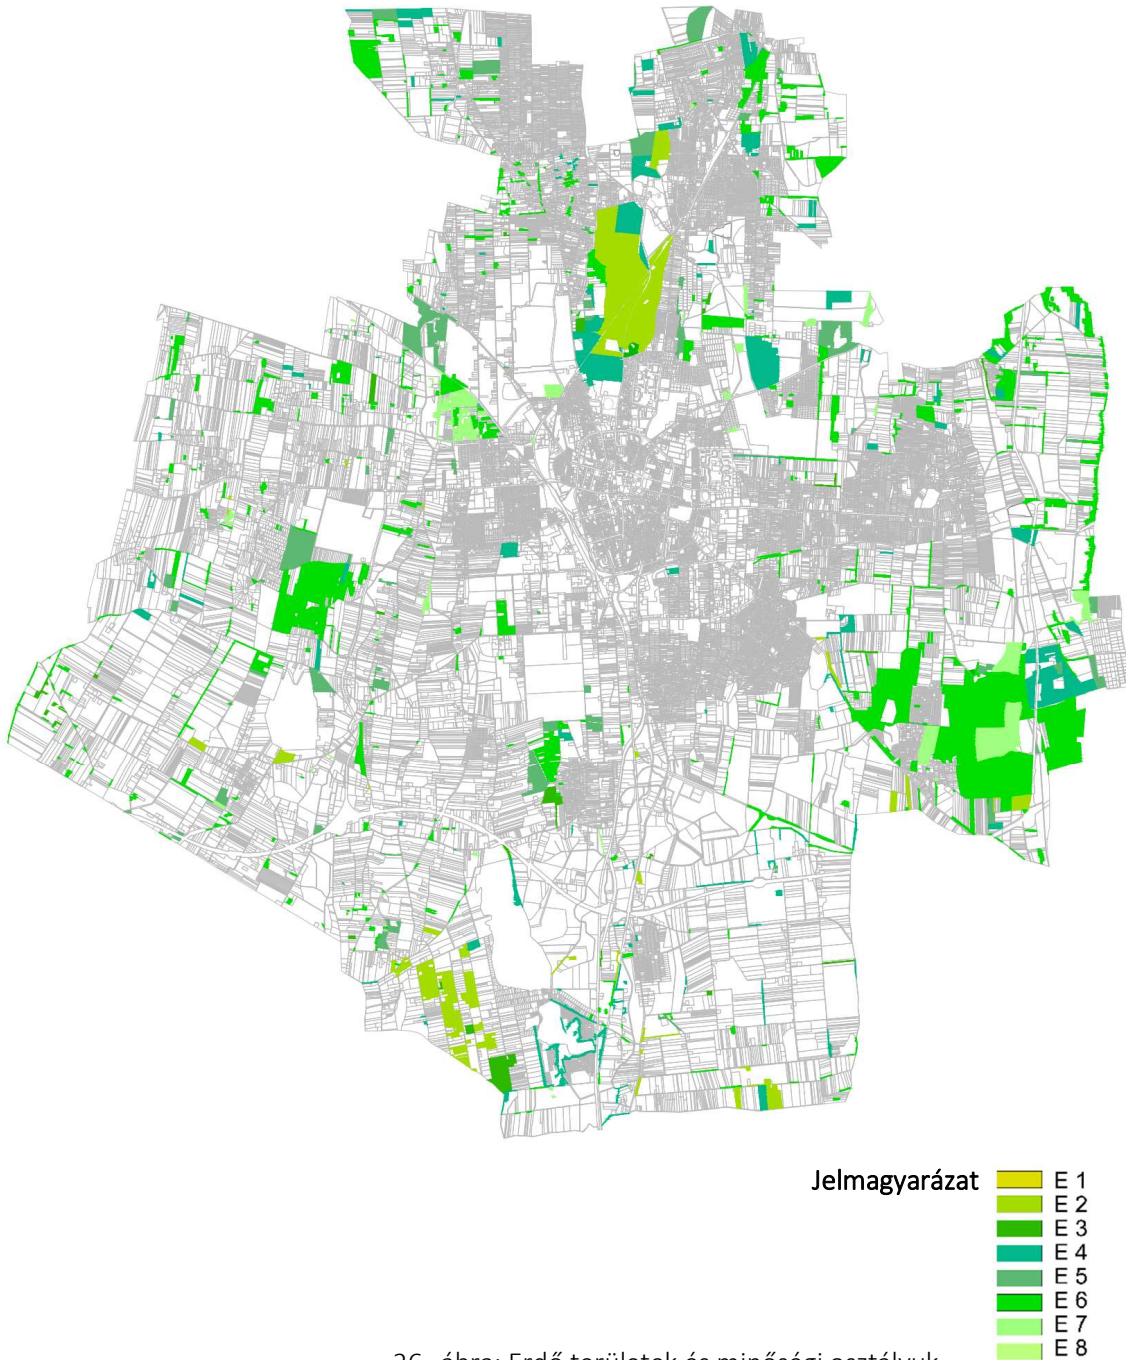 Jelmagyarázat
E 1
E 2
E 3
E 4
E 5
E 6
E 7
E 8
26. ábra: Erdő területek és minőségi osztályuk